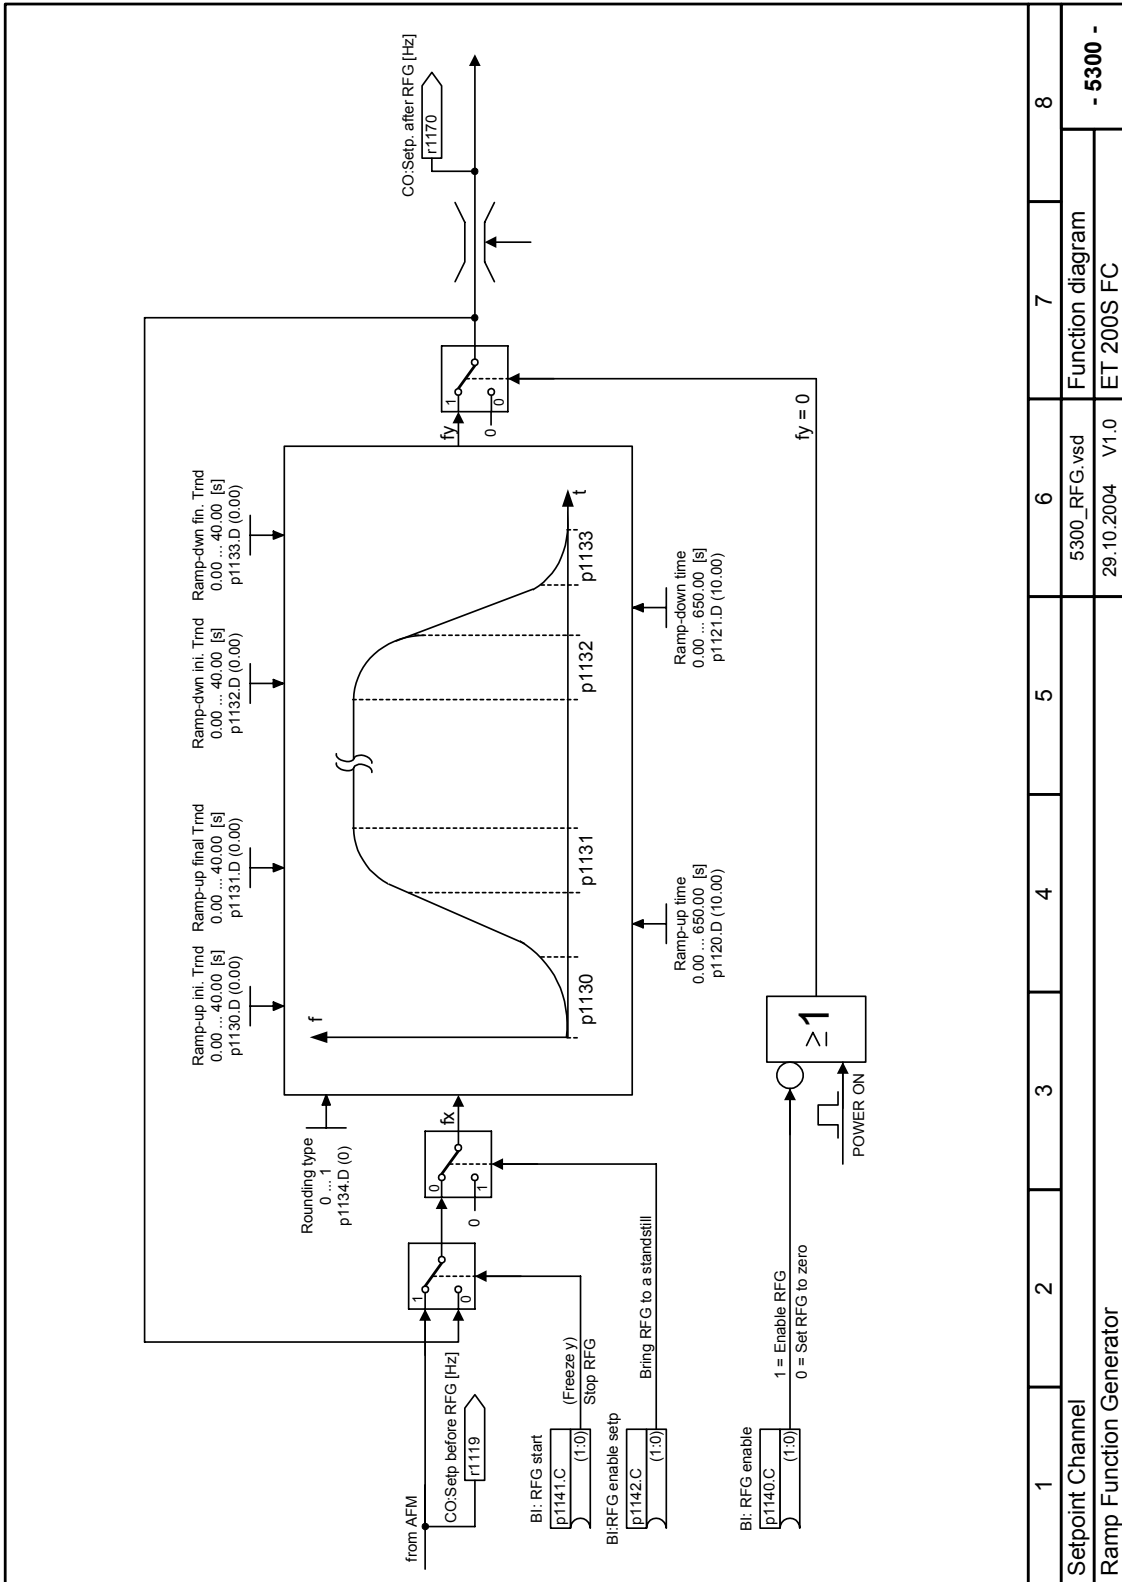 from AFM
CO:Setp before RFG [Hz]
r1119
BI: RFG start
p1141.C
(1:0)
(Freeze y)
Stop RFG
BI:RFG enable setp
p1142.C
(1:0)
Bring RFG to a standstill
BI: RFG enable
p1140.C
(1:0)
1 = Enable RFG
0 = Set RFG to zero
1
0
0
1
0
fx
Rounding type
0 ... 1
p1134.D (0)
POWER ON
≥1
Ramp-up ini. Trnd
0.00 ... 40.00 [s]
p1130.D (0.00)
Ramp-up final Trnd
0.00 ... 40.00 [s]
p1131.D (0.00)
Ramp-dwn ini. Trnd
0.00 ... 40.00 [s]
p1132.D (0.00)
Ramp-dwn fin. Trnd
0.00 ... 40.00 [s]
p1133.D (0.00)
f
t
p1130
p1131
p1132
p1133
Ramp-up time
0.00 ... 650.00 [s]
p1120.D (10.00)
Ramp-down time
0.00 ... 650.00 [s]
p1121.D (10.00)
fy
1
0
0
fy = 0
CO:Setp. after RFG [Hz]
r1170
1
2
3
4
5
6
7
8
Setpoint Channel
5300_RFG.vsd
Function diagram
- 5300 -
Ramp Function Generator
29.10.2004
V1.0
ET 200S FC